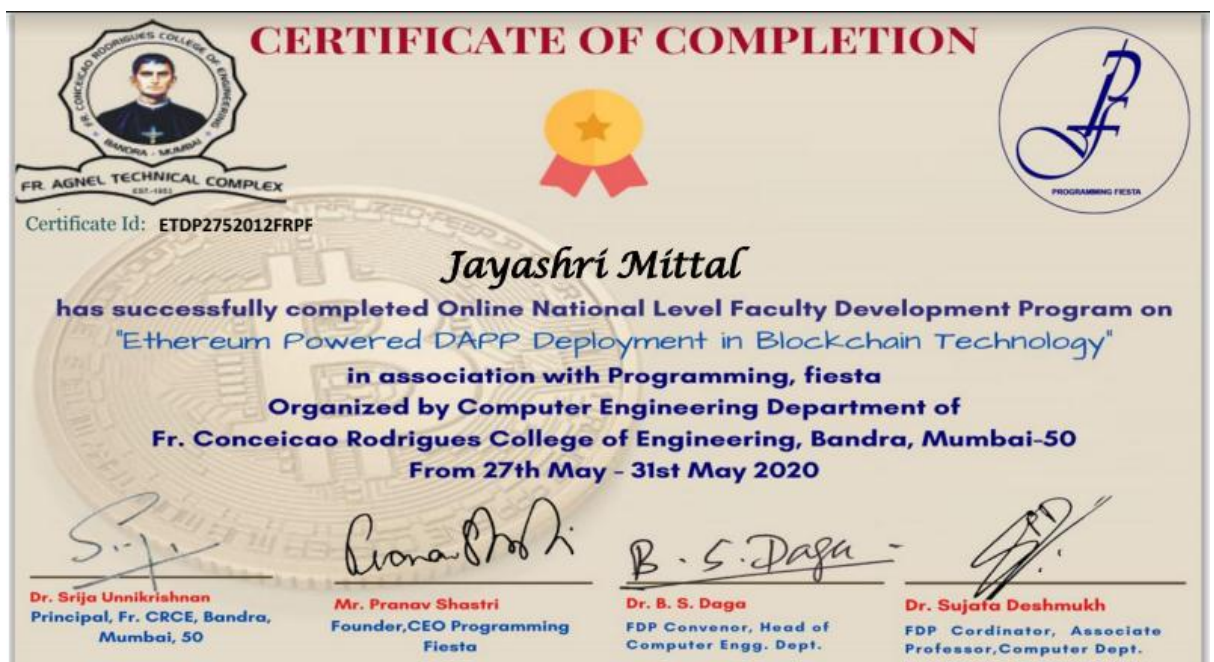 CERTIFICATE OF COMPLETION
FR. CONCEICAO RODRIGUES COLLEGE OF ENGINEERING
BANDRA - MUMBAI
FR. AGNEL TECHNICAL COMPLEX
EST.-1983
PROGRAMMING FIESTA
Certificate Id: ETDP2752012FRPF
Jayashri Mittal
has successfully completed Online National Level Faculty Development Program on
"Ethereum Powered DAPP Deployment in Blockchain Technology"
in association with Programming, fiesta
Organized by Computer Engineering Department of
Fr. Conceicao Rodrigues College of Engineering, Bandra, Mumbai-50
From 27th May - 31st May 2020
B. S. Daga
Dr. Srija Unnikrishnan
Principal, Fr. CRCE, Bandra,
Mumbai, 50
Mr. Pranav Shastri
Founder,CEO Programming
Fiesta
Dr. B. S. Daga
FDP Convenor, Head of
Computer Engg. Dept.
Dr. Sujata Deshmukh
FDP Cordinator, Associate
Professor,Computer Dept.